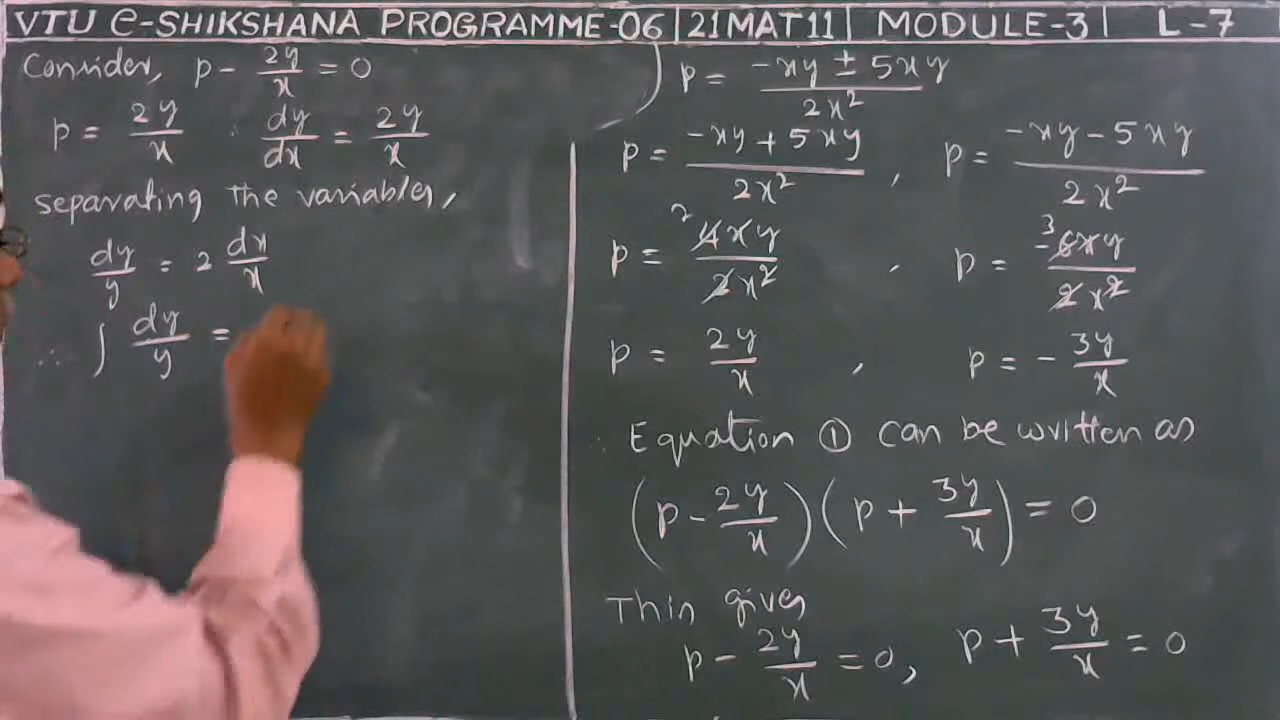 VTU e-SHIKSHANA PROGRAMME-06 | 21MAT11 | MODULE-3 | L-7
Consider, p - 2y/x = 0
p = 2y/x ∴ dy/dx = 2y/x
separating the variables,
dy/y = 2 dx/x
∴ ∫ dy/y =
p = (-xy ± 5xy)/2x²
p = (-xy + 5xy)/2x² , p = (-xy - 5xy)/2x²
p = 4xy/2x² , p = -6xy/2x²
p = 2y/x , p = - 3y/x
∴ Equation ① can be written as
(p - 2y/x)(p + 3y/x) = 0
This gives
p - 2y/x = 0, p + 3y/x = 0